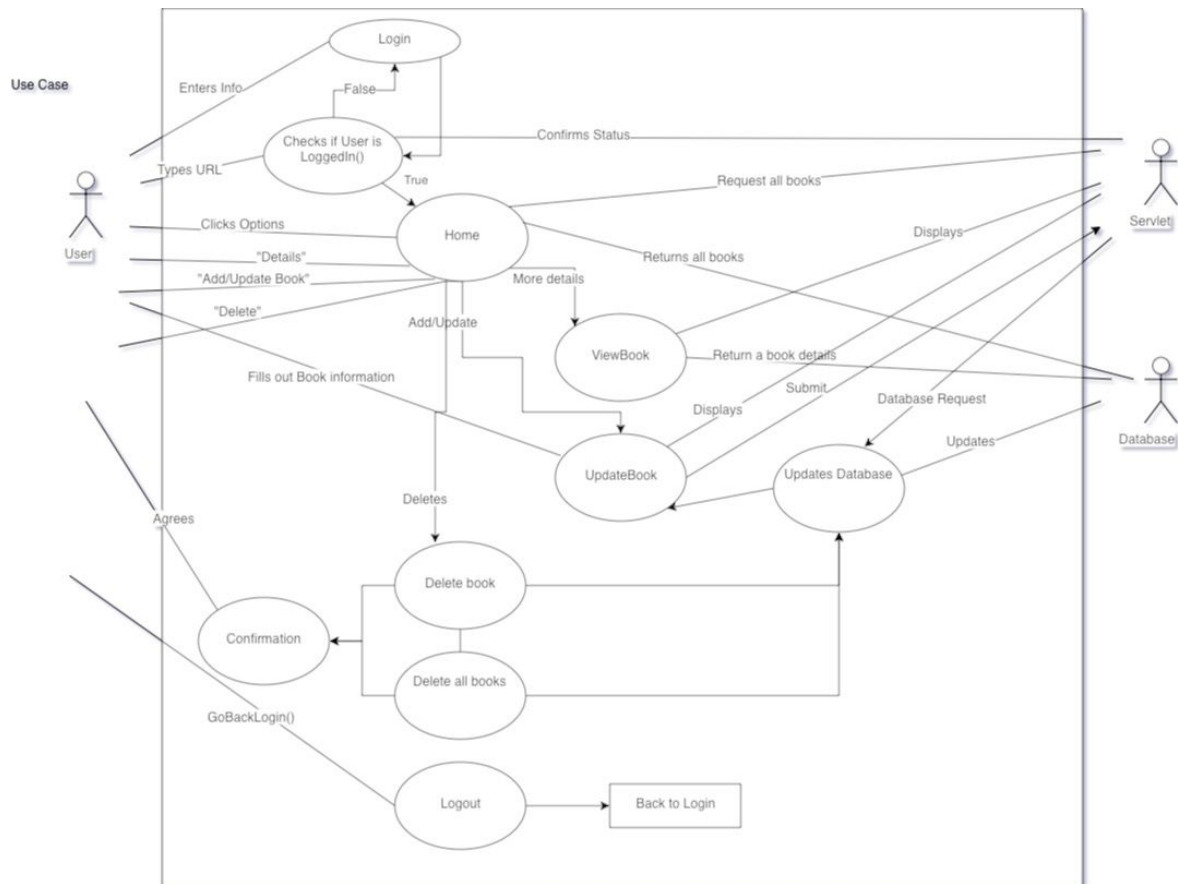 Login
Use Case
Enters Info
False
Checks if User is
LoggedIn()
Confirms Status
Types URL
True
Request all books
User
Servlet
Clicks Options
Home
Displays
"Details"
Returns all books
"Add/Update Book"
More details
"Delete"
Add/Update
ViewBook
Return a book details
Fills out Book information
Submit
Database Request
Displays
Database
Updates
UpdateBook
Updates Database
Deletes
Agrees
Delete book
Confirmation
Delete all books
GoBackLogin()
Logout
Back to Login